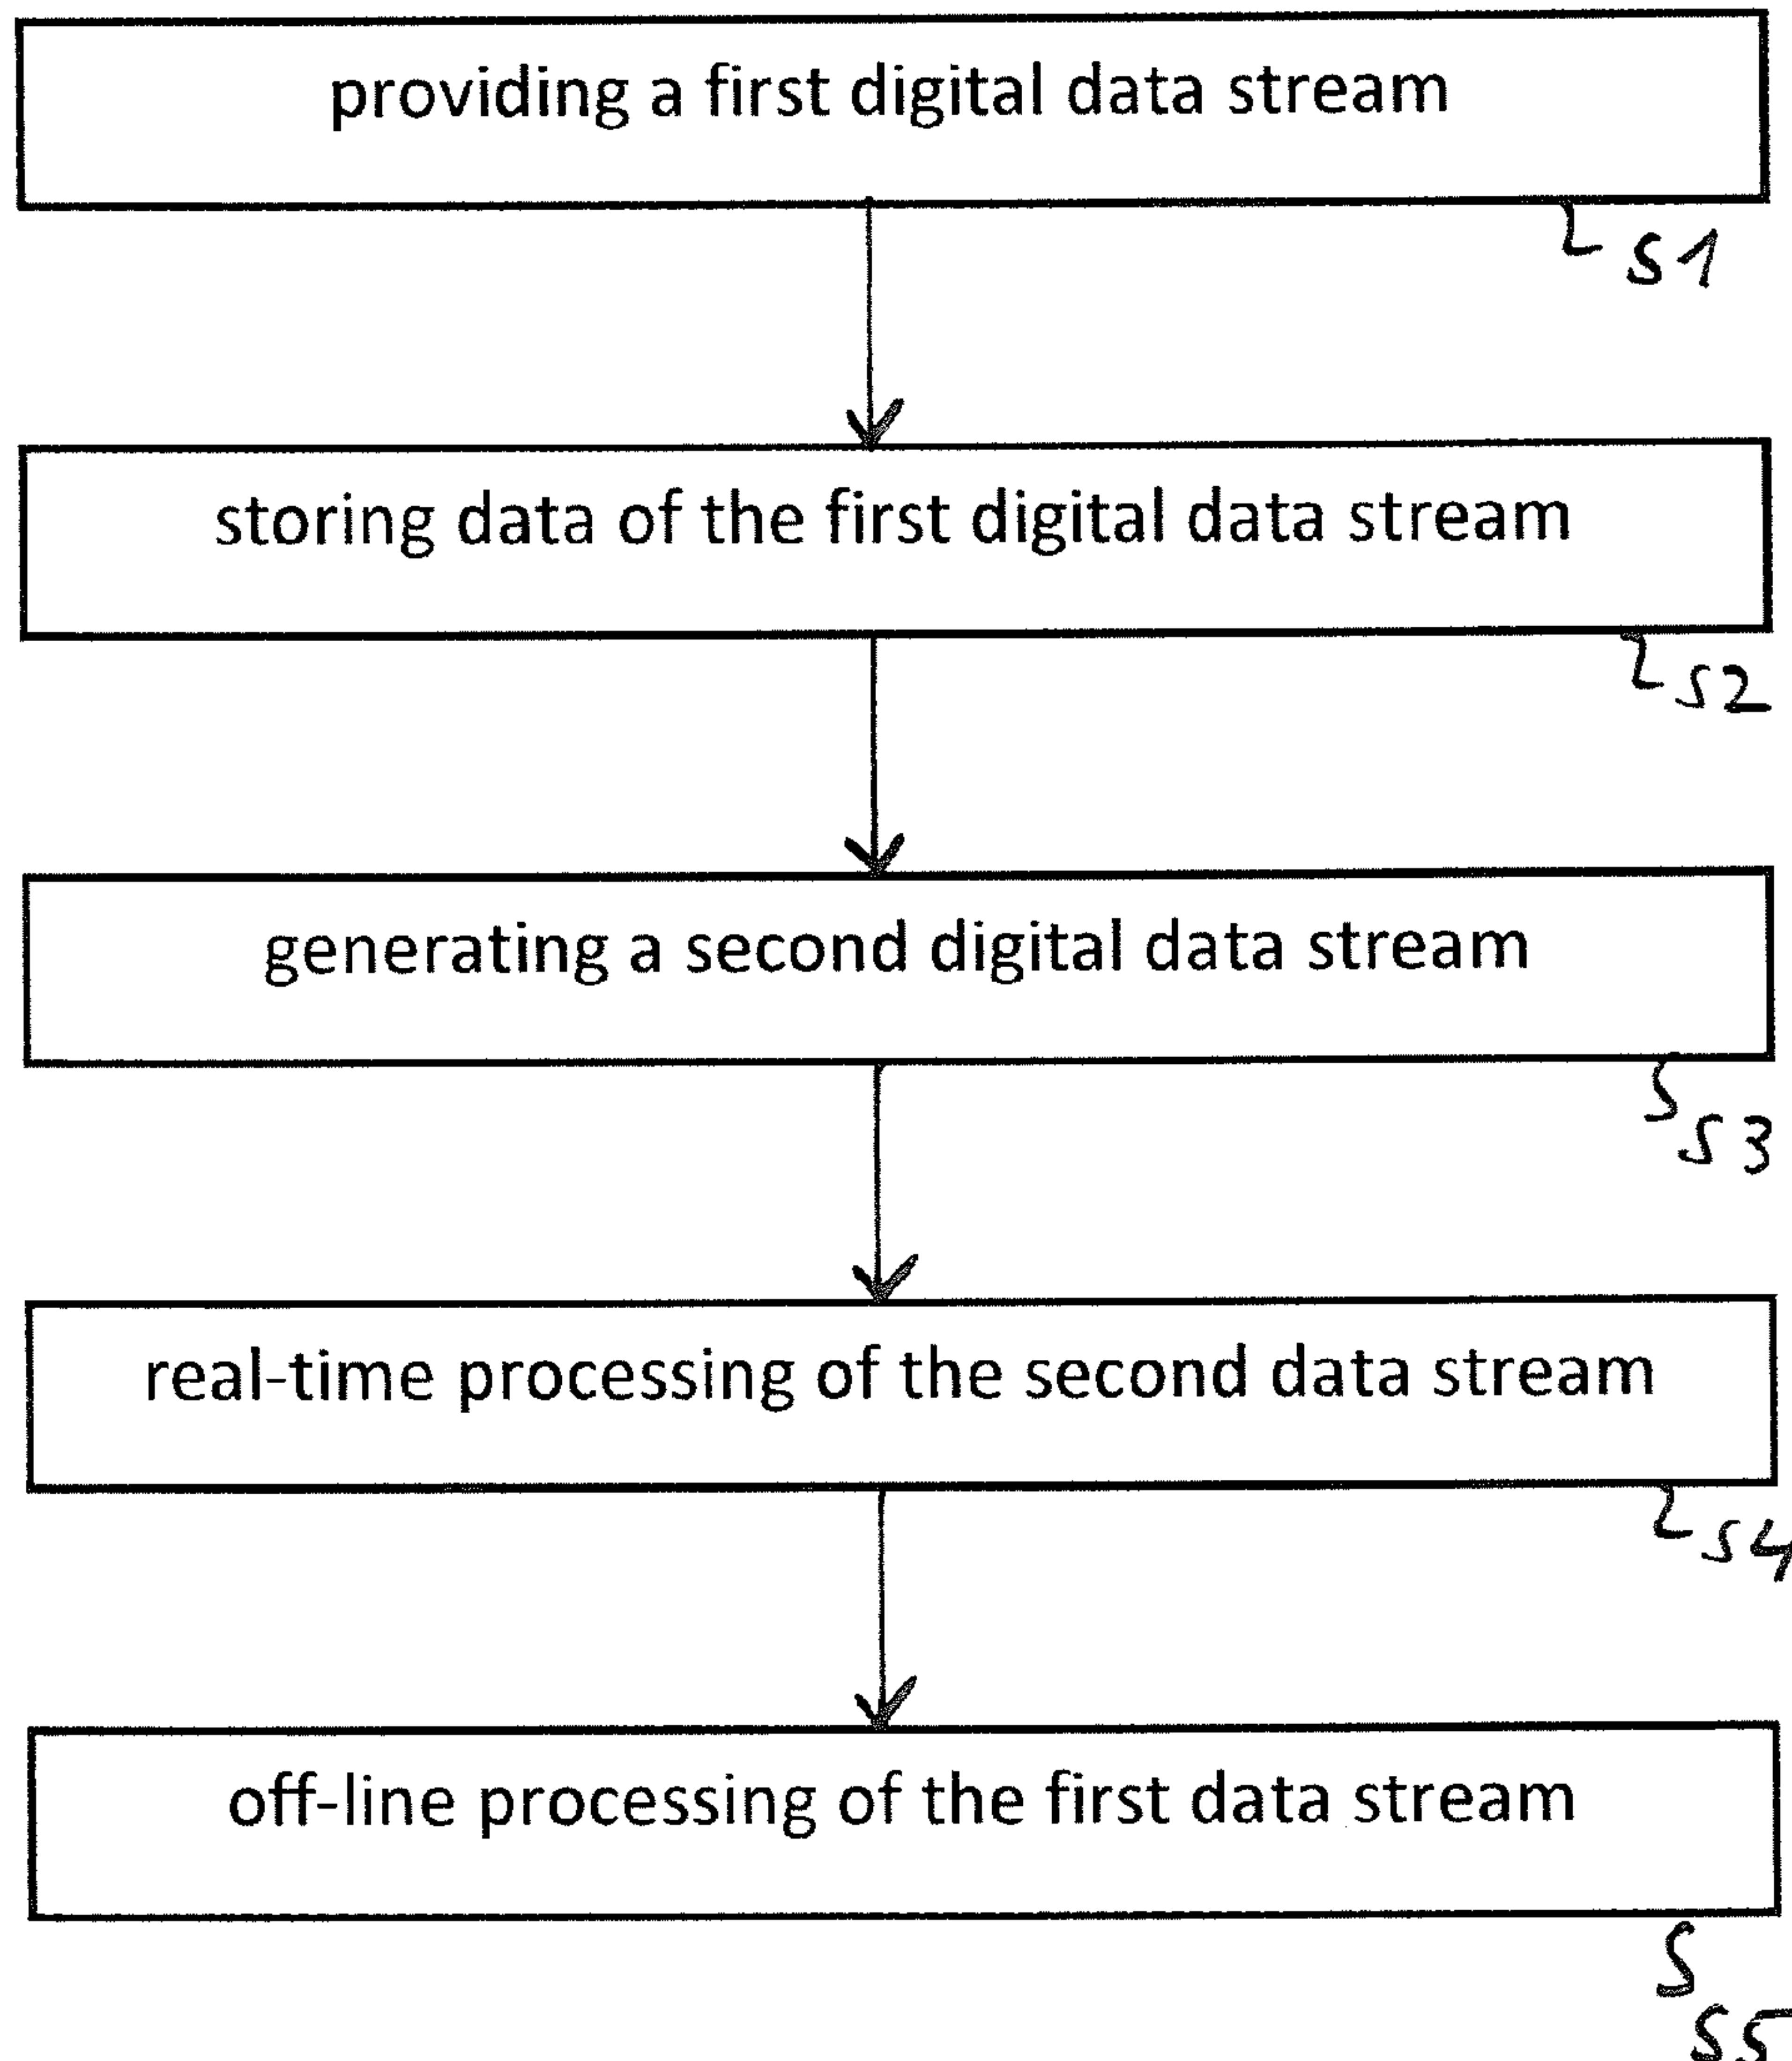 providing a first digital data stream
S1
storing data of the first digital data stream
S2
generating a second digital data stream
S3
real-time processing of the second data stream
S4
off-line processing of the first data stream
S5